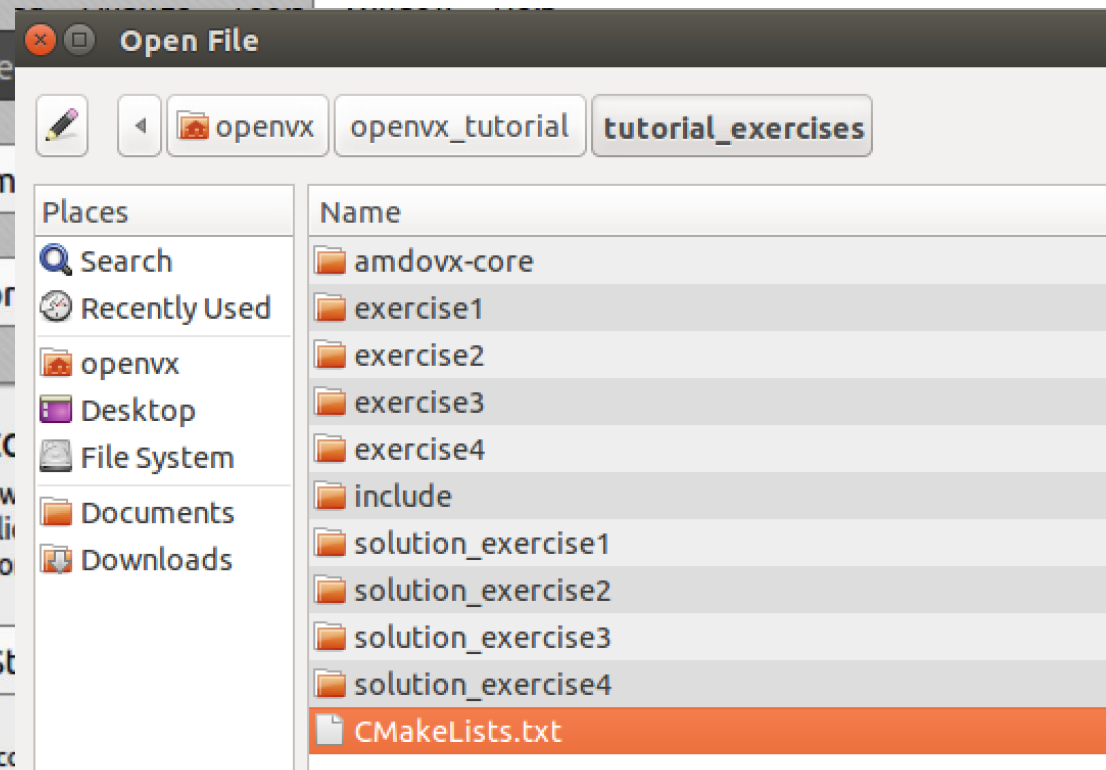 Open File
openvx openvx_tutorial tutorial_exercises
Places
Search
Recently Used
openvx
Desktop
File System
Documents
Downloads
Name
amdovx-core
exercise1
exercise2
exercise3
exercise4
include
solution_exercise1
solution_exercise2
solution_exercise3
solution_exercise4
CMakeLists.txt